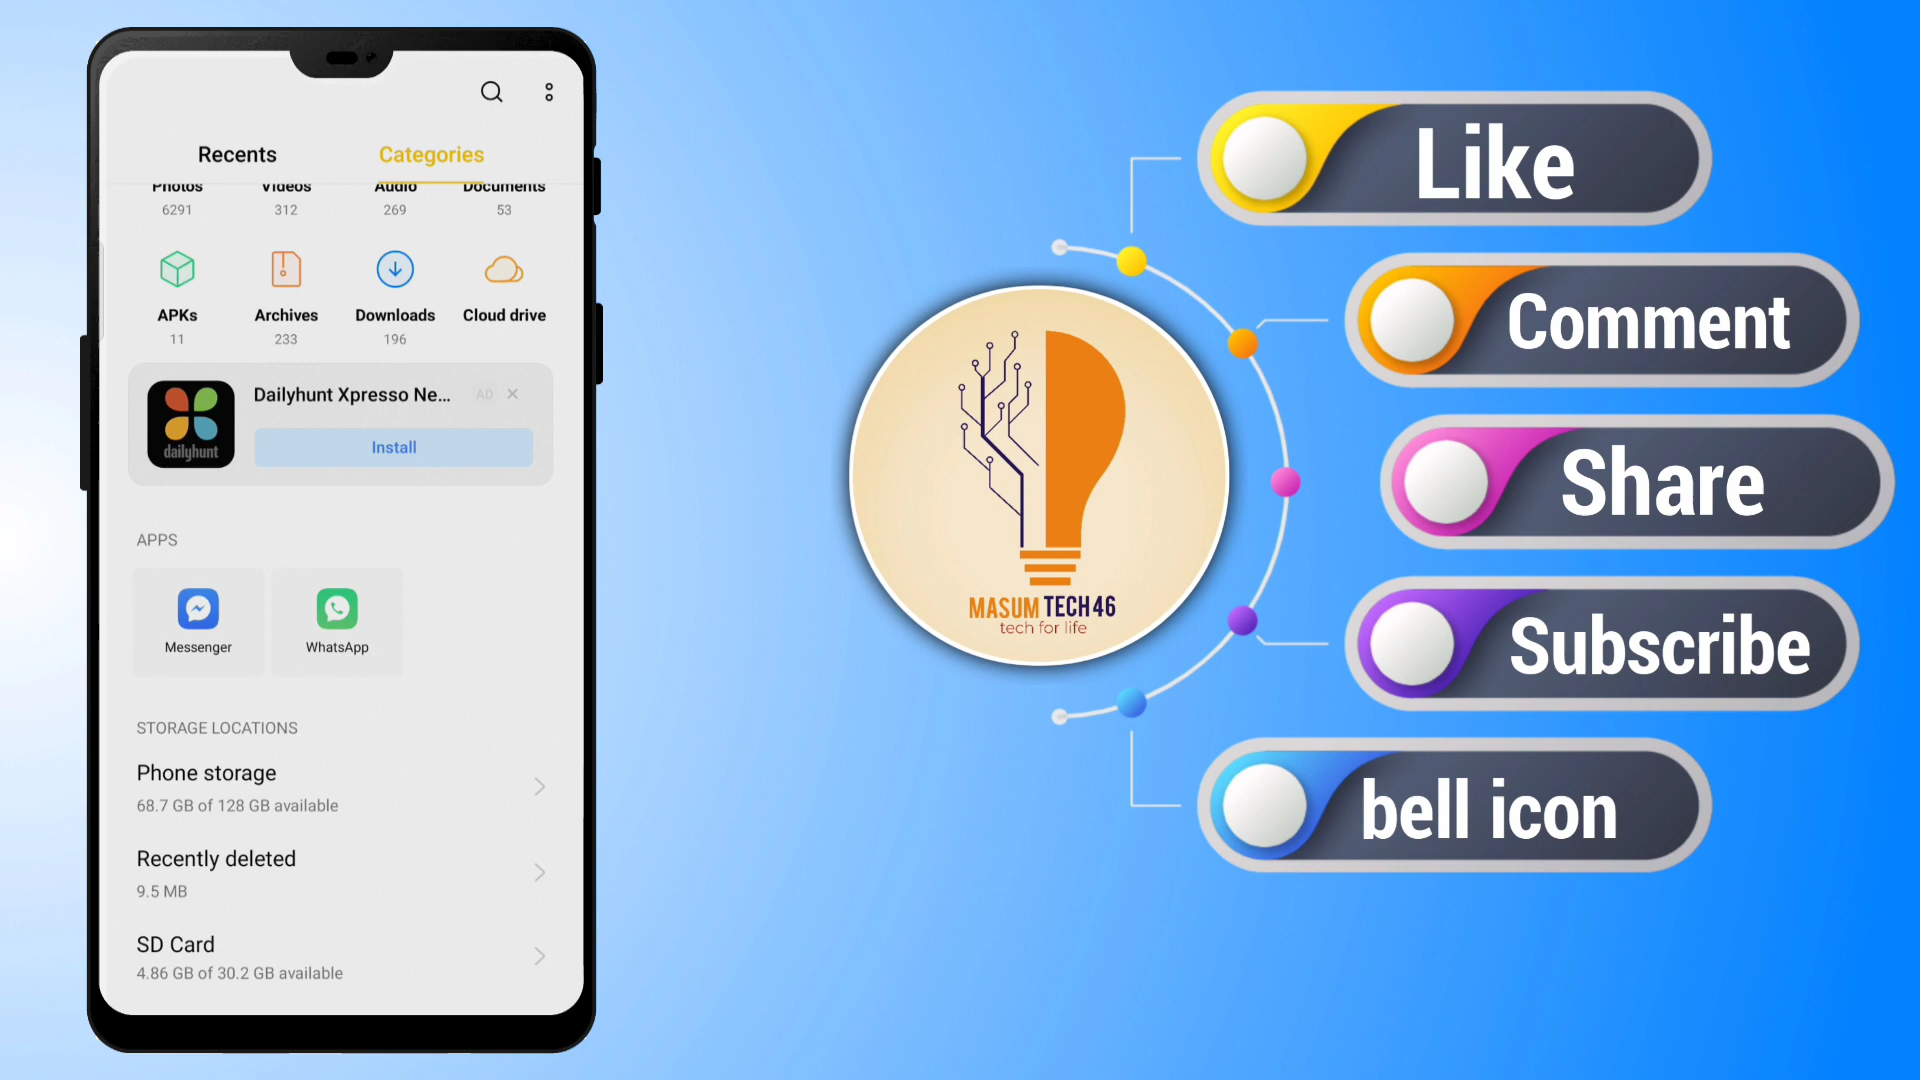 Recents Categories
Photos Videos Audio Documents
6291 312 269 53
APKs Archives Downloads Cloud drive
11 233 196
Dailyhunt Xpresso Ne... AD
Install
dailyhunt
APPS
Messenger WhatsApp
STORAGE LOCATIONS
Phone storage
68.7 GB of 128 GB available
Recently deleted
9.5 MB
SD Card
4.86 GB of 30.2 GB available
MASUM TECH46
tech for life
Like
Comment
Share
Subscribe
bell icon